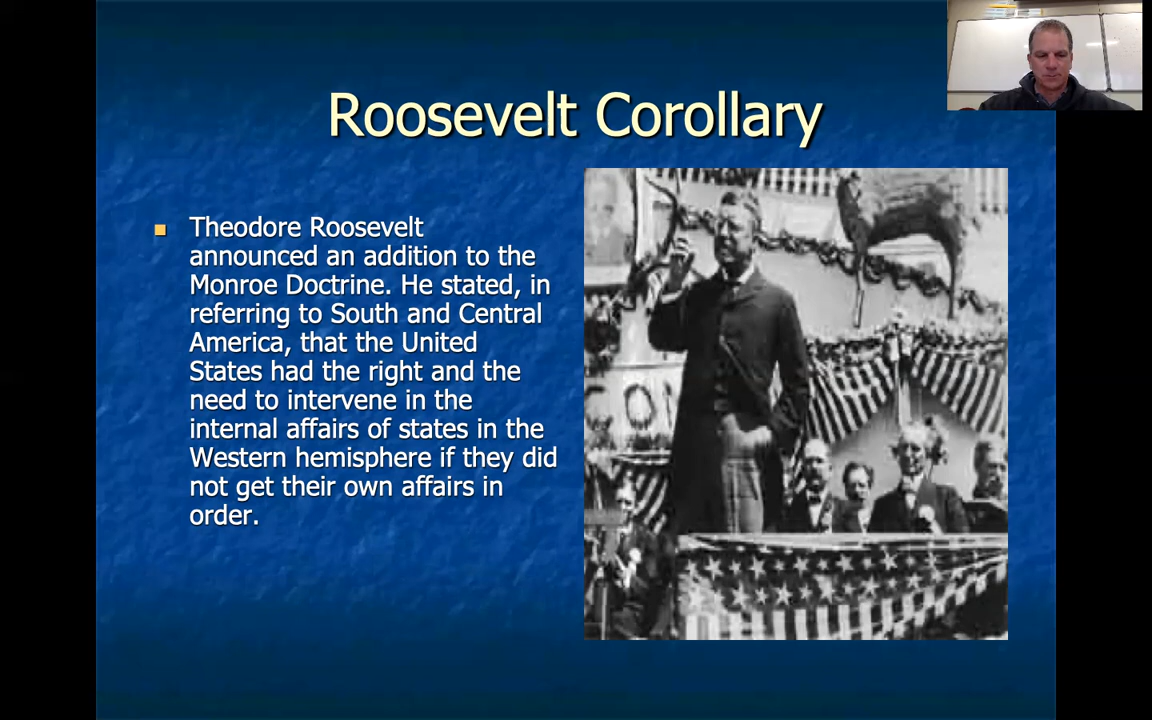 Roosevelt Corollary
Theodore Roosevelt
announced an addition to the
Monroe Doctrine. He stated, in
referring to South and Central
America, that the United
States had the right and the
need to intervene in the
internal affairs of states in the
Western hemisphere if they did
not get their own affairs in
order.